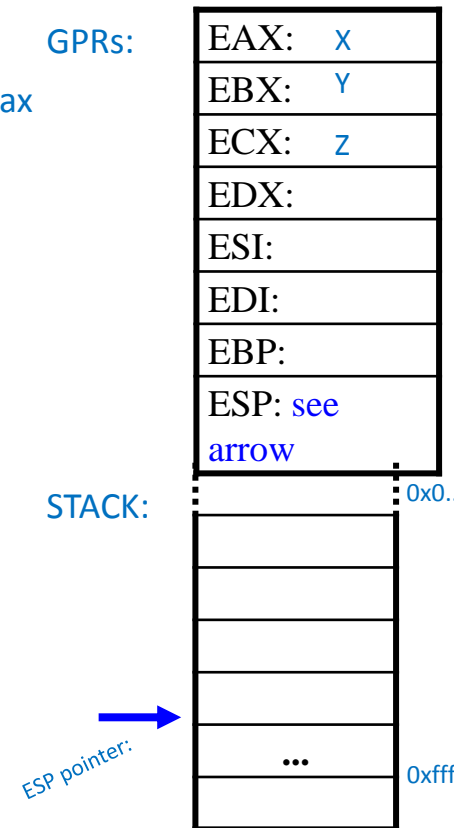 GPRs:
EAX: X
ax
EBX: Y
ECX: Z
EDX:
ESI:
EDI:
EBP:
ESP: see
arrow
STACK:
0x0..
ESP pointer:
...
0xfff